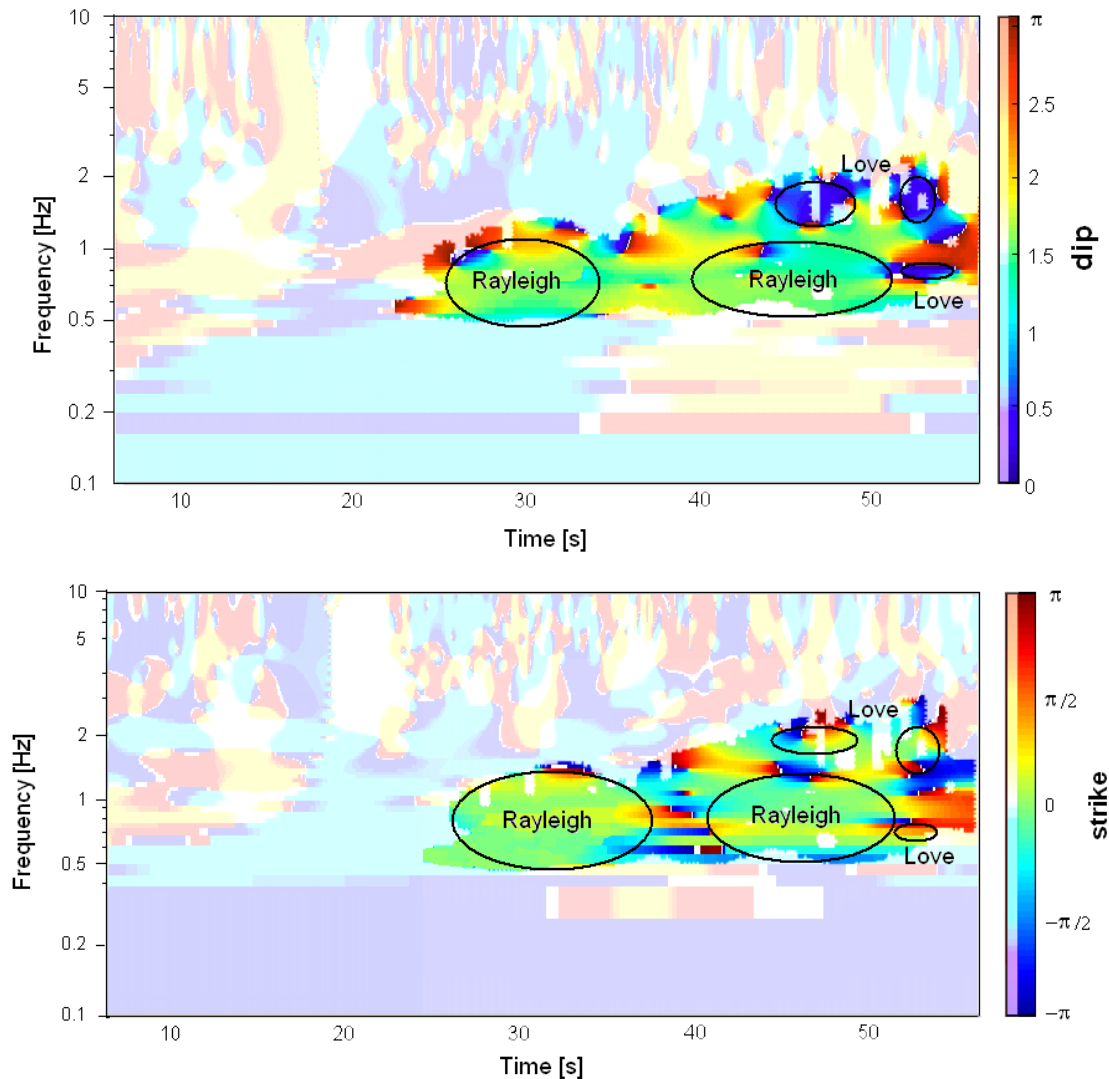 10
5
2
1
0.5
0.2
0.1
Frequency [Hz]
Love
Rayleigh
Rayleigh
Love
10
20
30
40
50
Time [s]
π
2.5
2
1.5
1
0.5
0
dip
10
5
2
1
0.5
0.2
0.1
Frequency [Hz]
Love
Rayleigh
Rayleigh
Love
10
20
30
40
50
Time [s]
π
π/2
0
−π/2
−π
strike